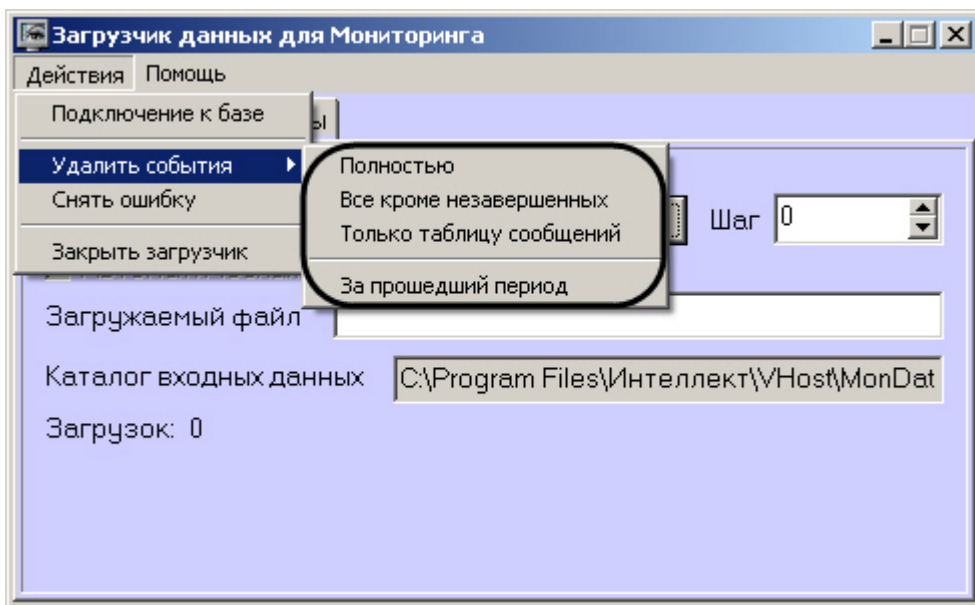 Загрузчик данных для Мониторинга
Действия Помощь
Подключение к базе
ы
Удалить события
Полностью
Снять ошибку
Все кроме незавершенных
Шаг 0
Только таблицу сообщений
Закрыть загрузчик
За прошедший период
Загружаемый файл
Каталог входных данных C:\Program Files\Интеллект\VHost\MonDat
Загрузок: 0